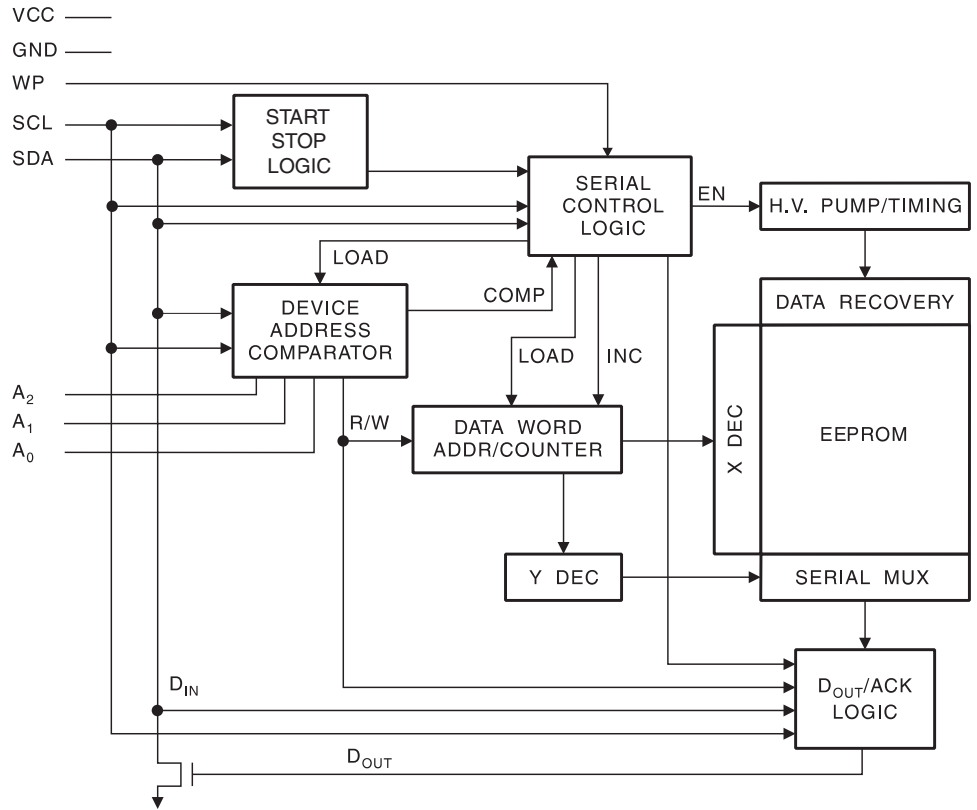 VCC
GND
WP
SCL
SDA
START
STOP
LOGIC
SERIAL
CONTROL
LOGIC
EN
H.V. PUMP/TIMING
LOAD
COMP
DATA RECOVERY
DEVICE
ADDRESS
COMPARATOR
LOAD
INC
A2
A1
A0
R/W
DATA WORD
ADDR/COUNTER
X DEC
EEPROM
Y DEC
SERIAL MUX
DIN
DOUT/ACK
LOGIC
DOUT